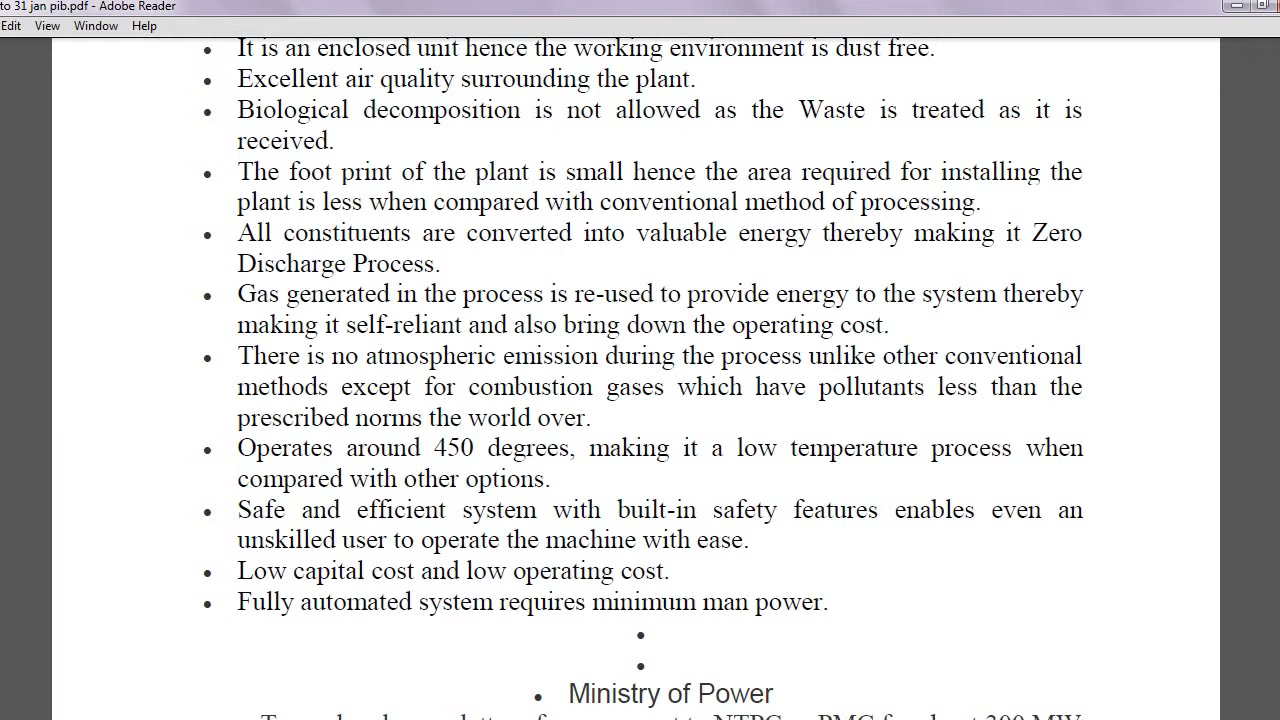 to 31 jan pib.pdf - Adobe Reader
Edit View Window Help
• It is an enclosed unit hence the working environment is dust free.
• Excellent air quality surrounding the plant.
• Biological decomposition is not allowed as the Waste is treated as it is
received.
• The foot print of the plant is small hence the area required for installing the
plant is less when compared with conventional method of processing.
• All constituents are converted into valuable energy thereby making it Zero
Discharge Process.
• Gas generated in the process is re-used to provide energy to the system thereby
making it self-reliant and also bring down the operating cost.
• There is no atmospheric emission during the process unlike other conventional
methods except for combustion gases which have pollutants less than the
prescribed norms the world over.
• Operates around 450 degrees, making it a low temperature process when
compared with other options.
• Safe and efficient system with built-in safety features enables even an
unskilled user to operate the machine with ease.
• Low capital cost and low operating cost.
• Fully automated system requires minimum man power.
•
•
• Ministry of Power